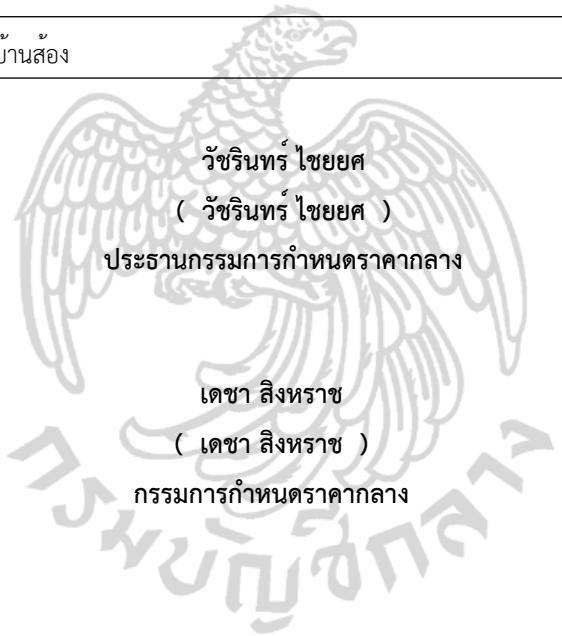 บ้านส้อง
วัชรินทร์ ไชยยศ
( วัชรินทร์ ไชยยศ )
ประธานกรรมการกำหนดราคากลาง
เดชา สิงหราช
( เดชา สิงหราช )
กรรมการกำหนดราคากลาง
กรมบัญชีกลาง